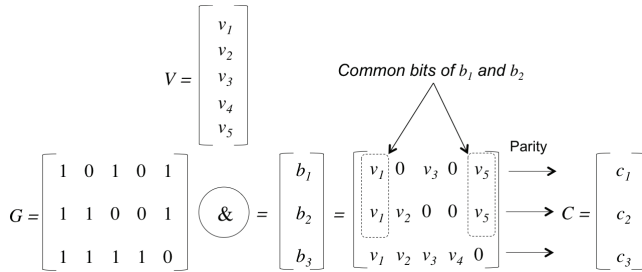 V = v1
v2
v3
v4
v5
Common bits of b1 and b2
Parity
1 0 1 0 1 b1 v1 0 v3 0 v5 c1
G = 1 1 0 0 1 & = b2 = v1 v2 0 0 v5 C = c2
1 1 1 1 0 b3 v1 v2 v3 v4 0 c3